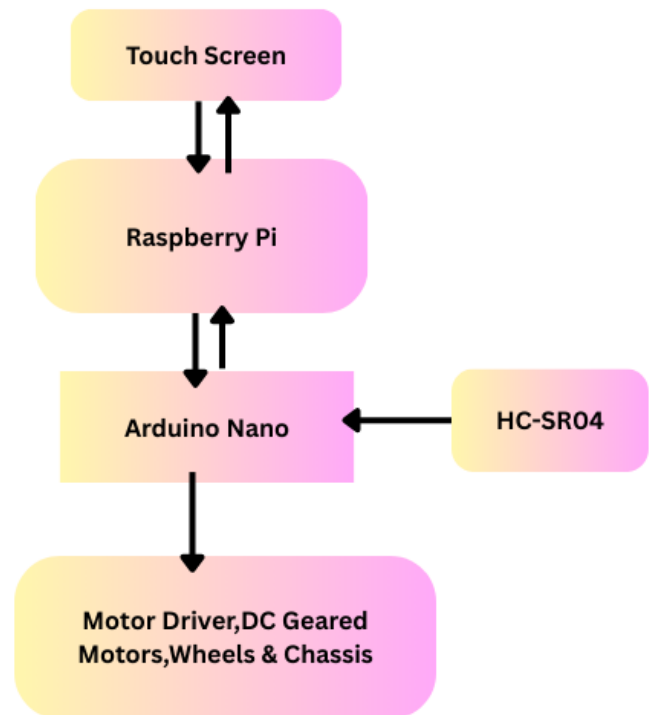 Touch Screen
Raspberry Pi
Arduino Nano
HC-SR04
Motor Driver,DC Geared
Motors,Wheels & Chassis